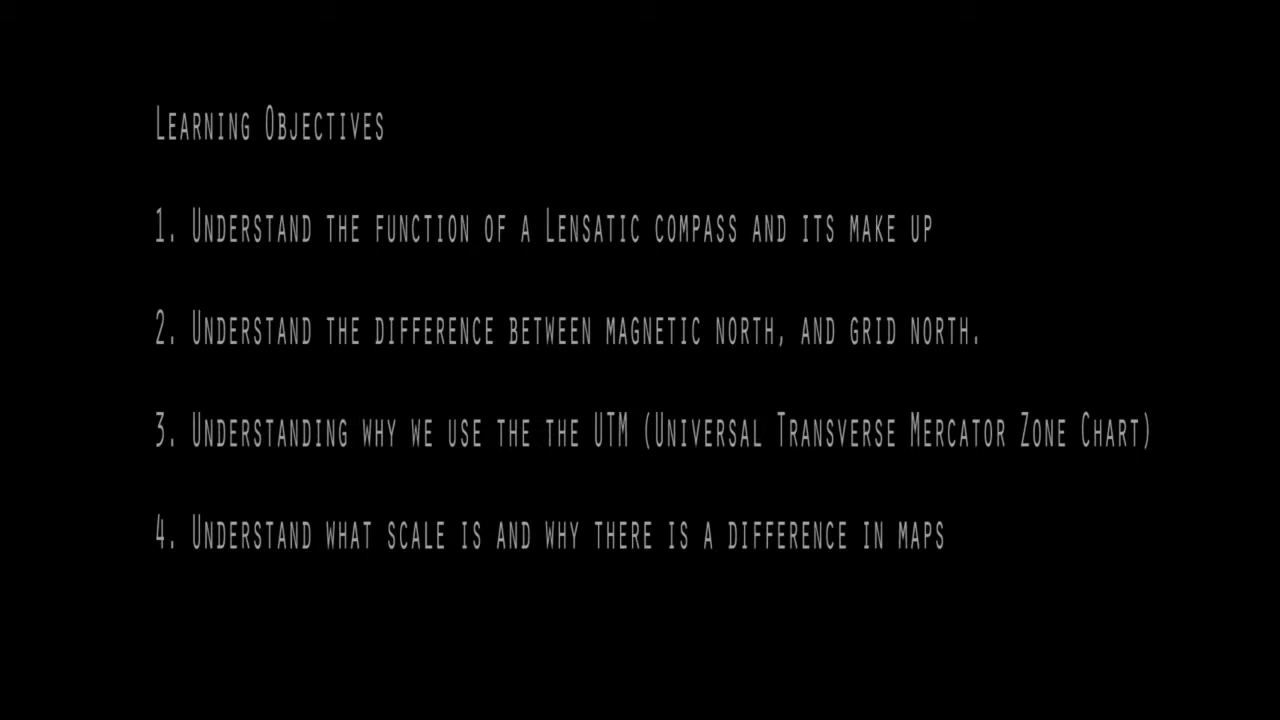 Learning Objectives
1. Understand the function of a Lensatic compass and its make up
2. Understand the difference between magnetic north, and grid north.
3. Understanding why we use the the UTM (Universal Transverse Mercator Zone Chart)
4. Understand what scale is and why there is a difference in maps